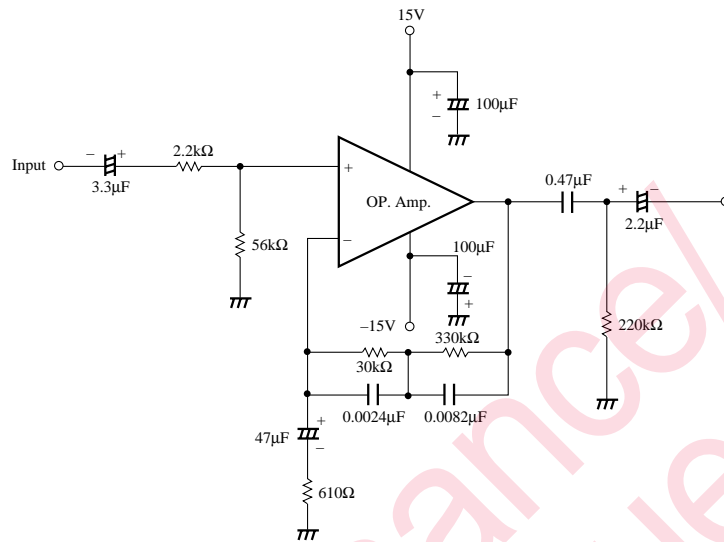 15V
+
−
100μF
Input
−
+
3.3μF
2.2kΩ
56kΩ
+
−
OP. Amp.
0.47μF
+
−
2.2μF
100μF
−
+
−15V
220kΩ
30kΩ
330kΩ
0.0024μF
0.0082μF
47μF
+
−
610Ω